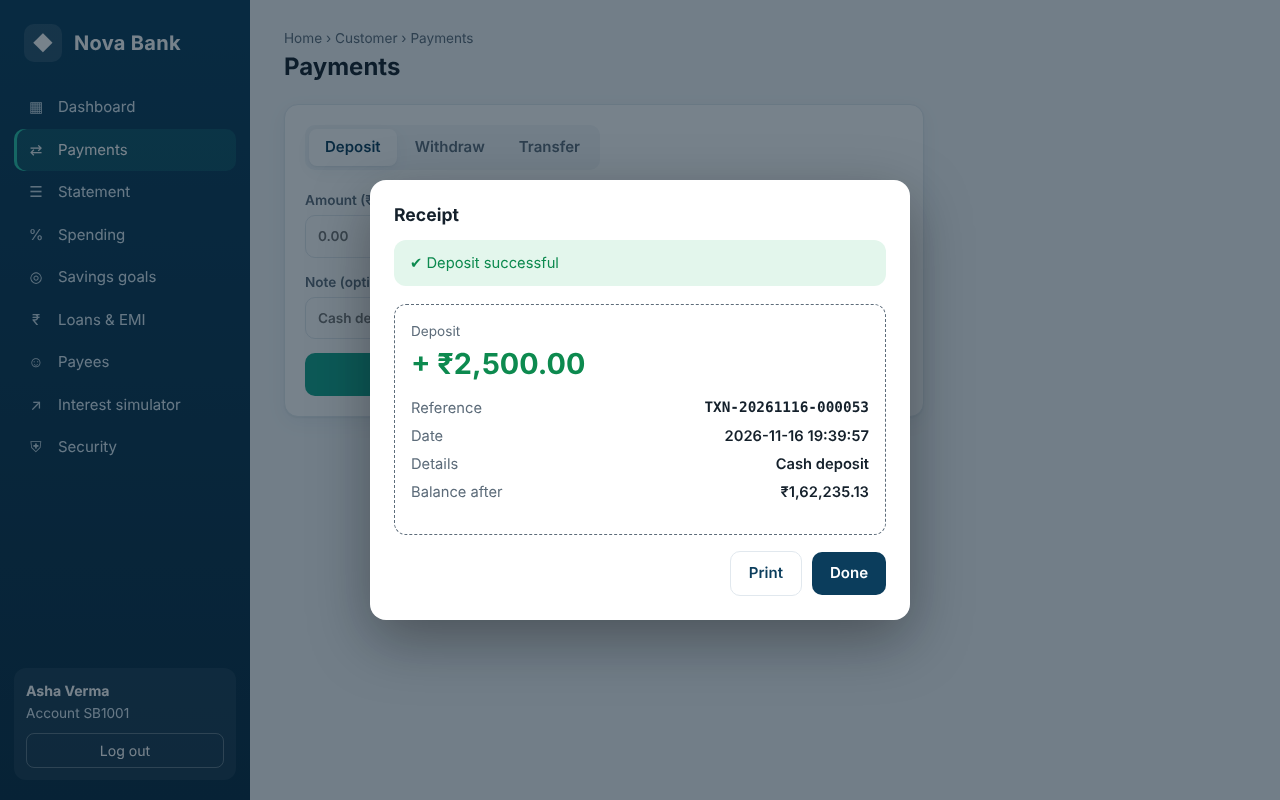 Nova Bank
Dashboard
Payments
Statement
Spending
Savings goals
Loans & EMI
Payees
Interest simulator
Security
Asha Verma
Account SB1001
Log out
Home › Customer › Payments
Payments
Deposit Withdraw Transfer
Amount (₹
0.00
Note (opti
Cash de
Receipt
✔ Deposit successful
Deposit
+ ₹2,500.00
Reference TXN-20261116-000053
Date 2026-11-16 19:39:57
Details Cash deposit
Balance after ₹1,62,235.13
Print Done